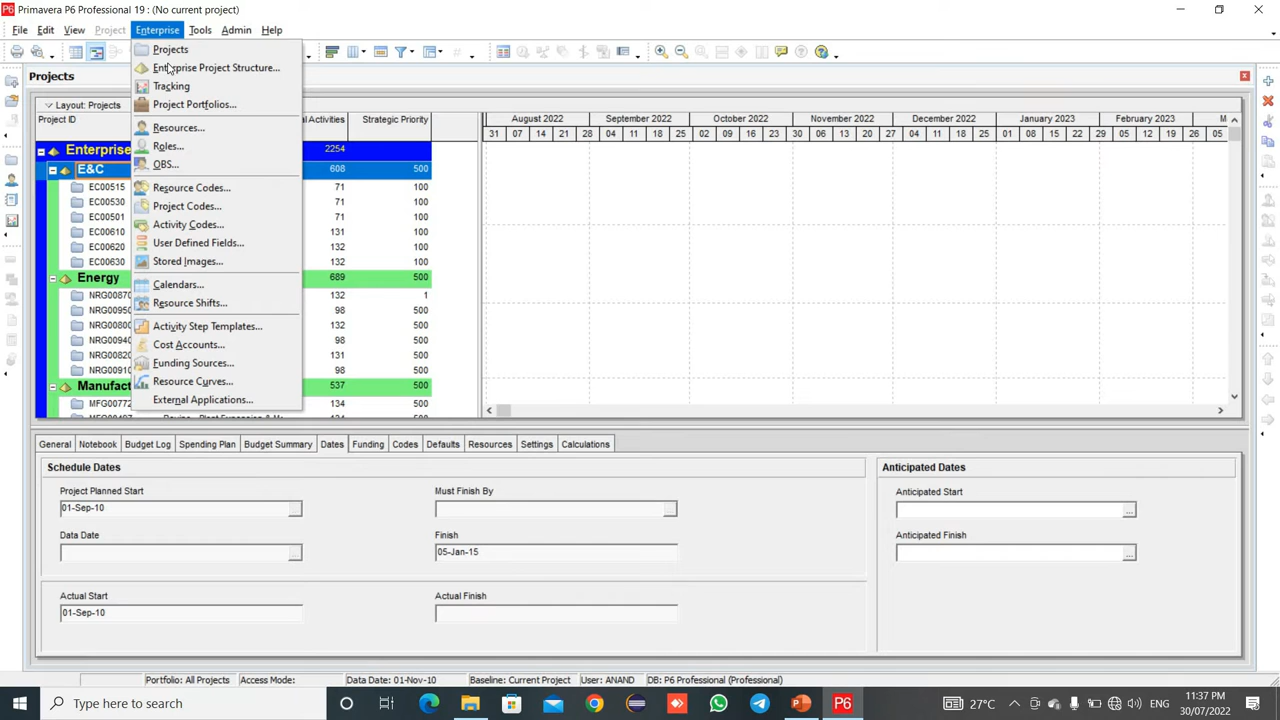 Primavera P6 Professional 19 : (No current project)
File Edit View Project Enterprise Tools Admin Help
Projects
Layout: Projects
Project ID
Activities Strategic Priority
August 2022 September 2022 October 2022 November 2022 December 2022 January 2023 February 2023 M
31 07 14 21 28 04 11 18 25 02 09 16 23 30 06 13 20 27 04 11 18 25 01 08 15 22 29 05 12 19 26 05
Enterprise 2254
E&C 608 500
EC00515 71 100
EC00530 71 100
EC00501 71 100
EC00610 131 100
EC00620 132 100
EC00630 132 100
Energy 689 500
NRG00870 132 1
NRG00950 98 500
NRG00800 132 500
NRG00940 98 500
NRG00820 131 500
NRG00910 98 500
Manufact 537 500
MFG00772 134 500
Projects
Enterprise Project Structure...
Tracking
Project Portfolios...
Resources...
Roles...
OBS...
Resource Codes...
Project Codes...
Activity Codes...
User Defined Fields...
Stored Images...
Calendars...
Resource Shifts...
Activity Step Templates...
Cost Accounts...
Funding Sources...
Resource Curves...
External Applications...
General Notebook Budget Log Spending Plan Budget Summary Dates Funding Codes Defaults Resources Settings Calculations
Schedule Dates Anticipated Dates
Project Planned Start Must Finish By Anticipated Start
01-Sep-10
Data Date Finish Anticipated Finish
05-Jan-15
Actual Start Actual Finish
01-Sep-10
Portfolio: All Projects Access Mode: Data Date: 01-Nov-10 Baseline: Current Project User: ANAND DB: P6 Professional (Professional)
Type here to search 27°C ENG 11:37 PM
30/07/2022